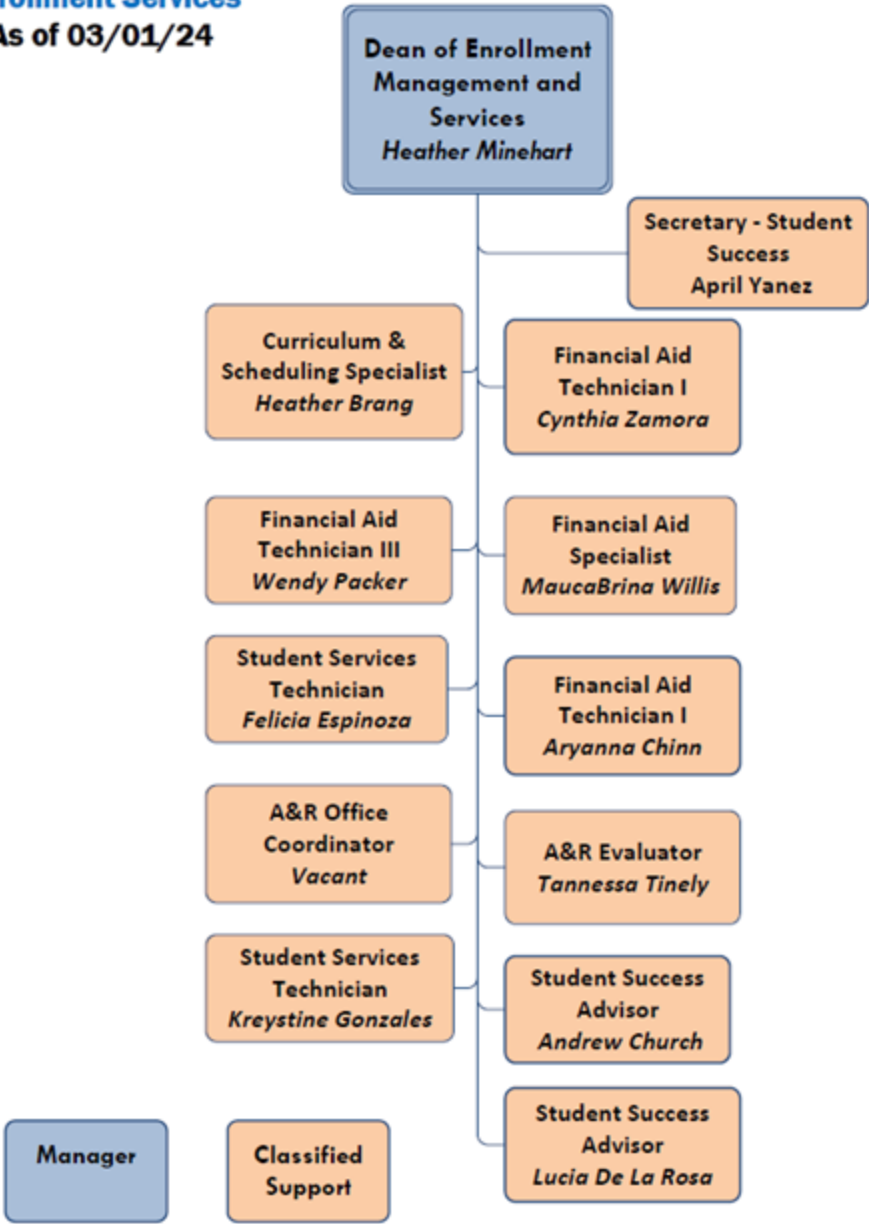 rollment Services
As of 03/01/24
Dean of Enrollment
Management and
Services
Heather Minehart
Secretary - Student
Success
April Yanez
Curriculum &
Scheduling Specialist
Heather Brang
Financial Aid
Technician I
Cynthia Zamora
Financial Aid
Technician III
Wendy Packer
Financial Aid
Specialist
MaucaBrina Willis
Student Services
Technician
Felicia Espinoza
Financial Aid
Technician I
Aryanna Chinn
A&R Office
Coordinator
Vacant
A&R Evaluator
Tannessa Tinely
Student Services
Technician
Kreystine Gonzales
Student Success
Advisor
Andrew Church
Student Success
Advisor
Lucia De La Rosa
Manager
Classified
Support